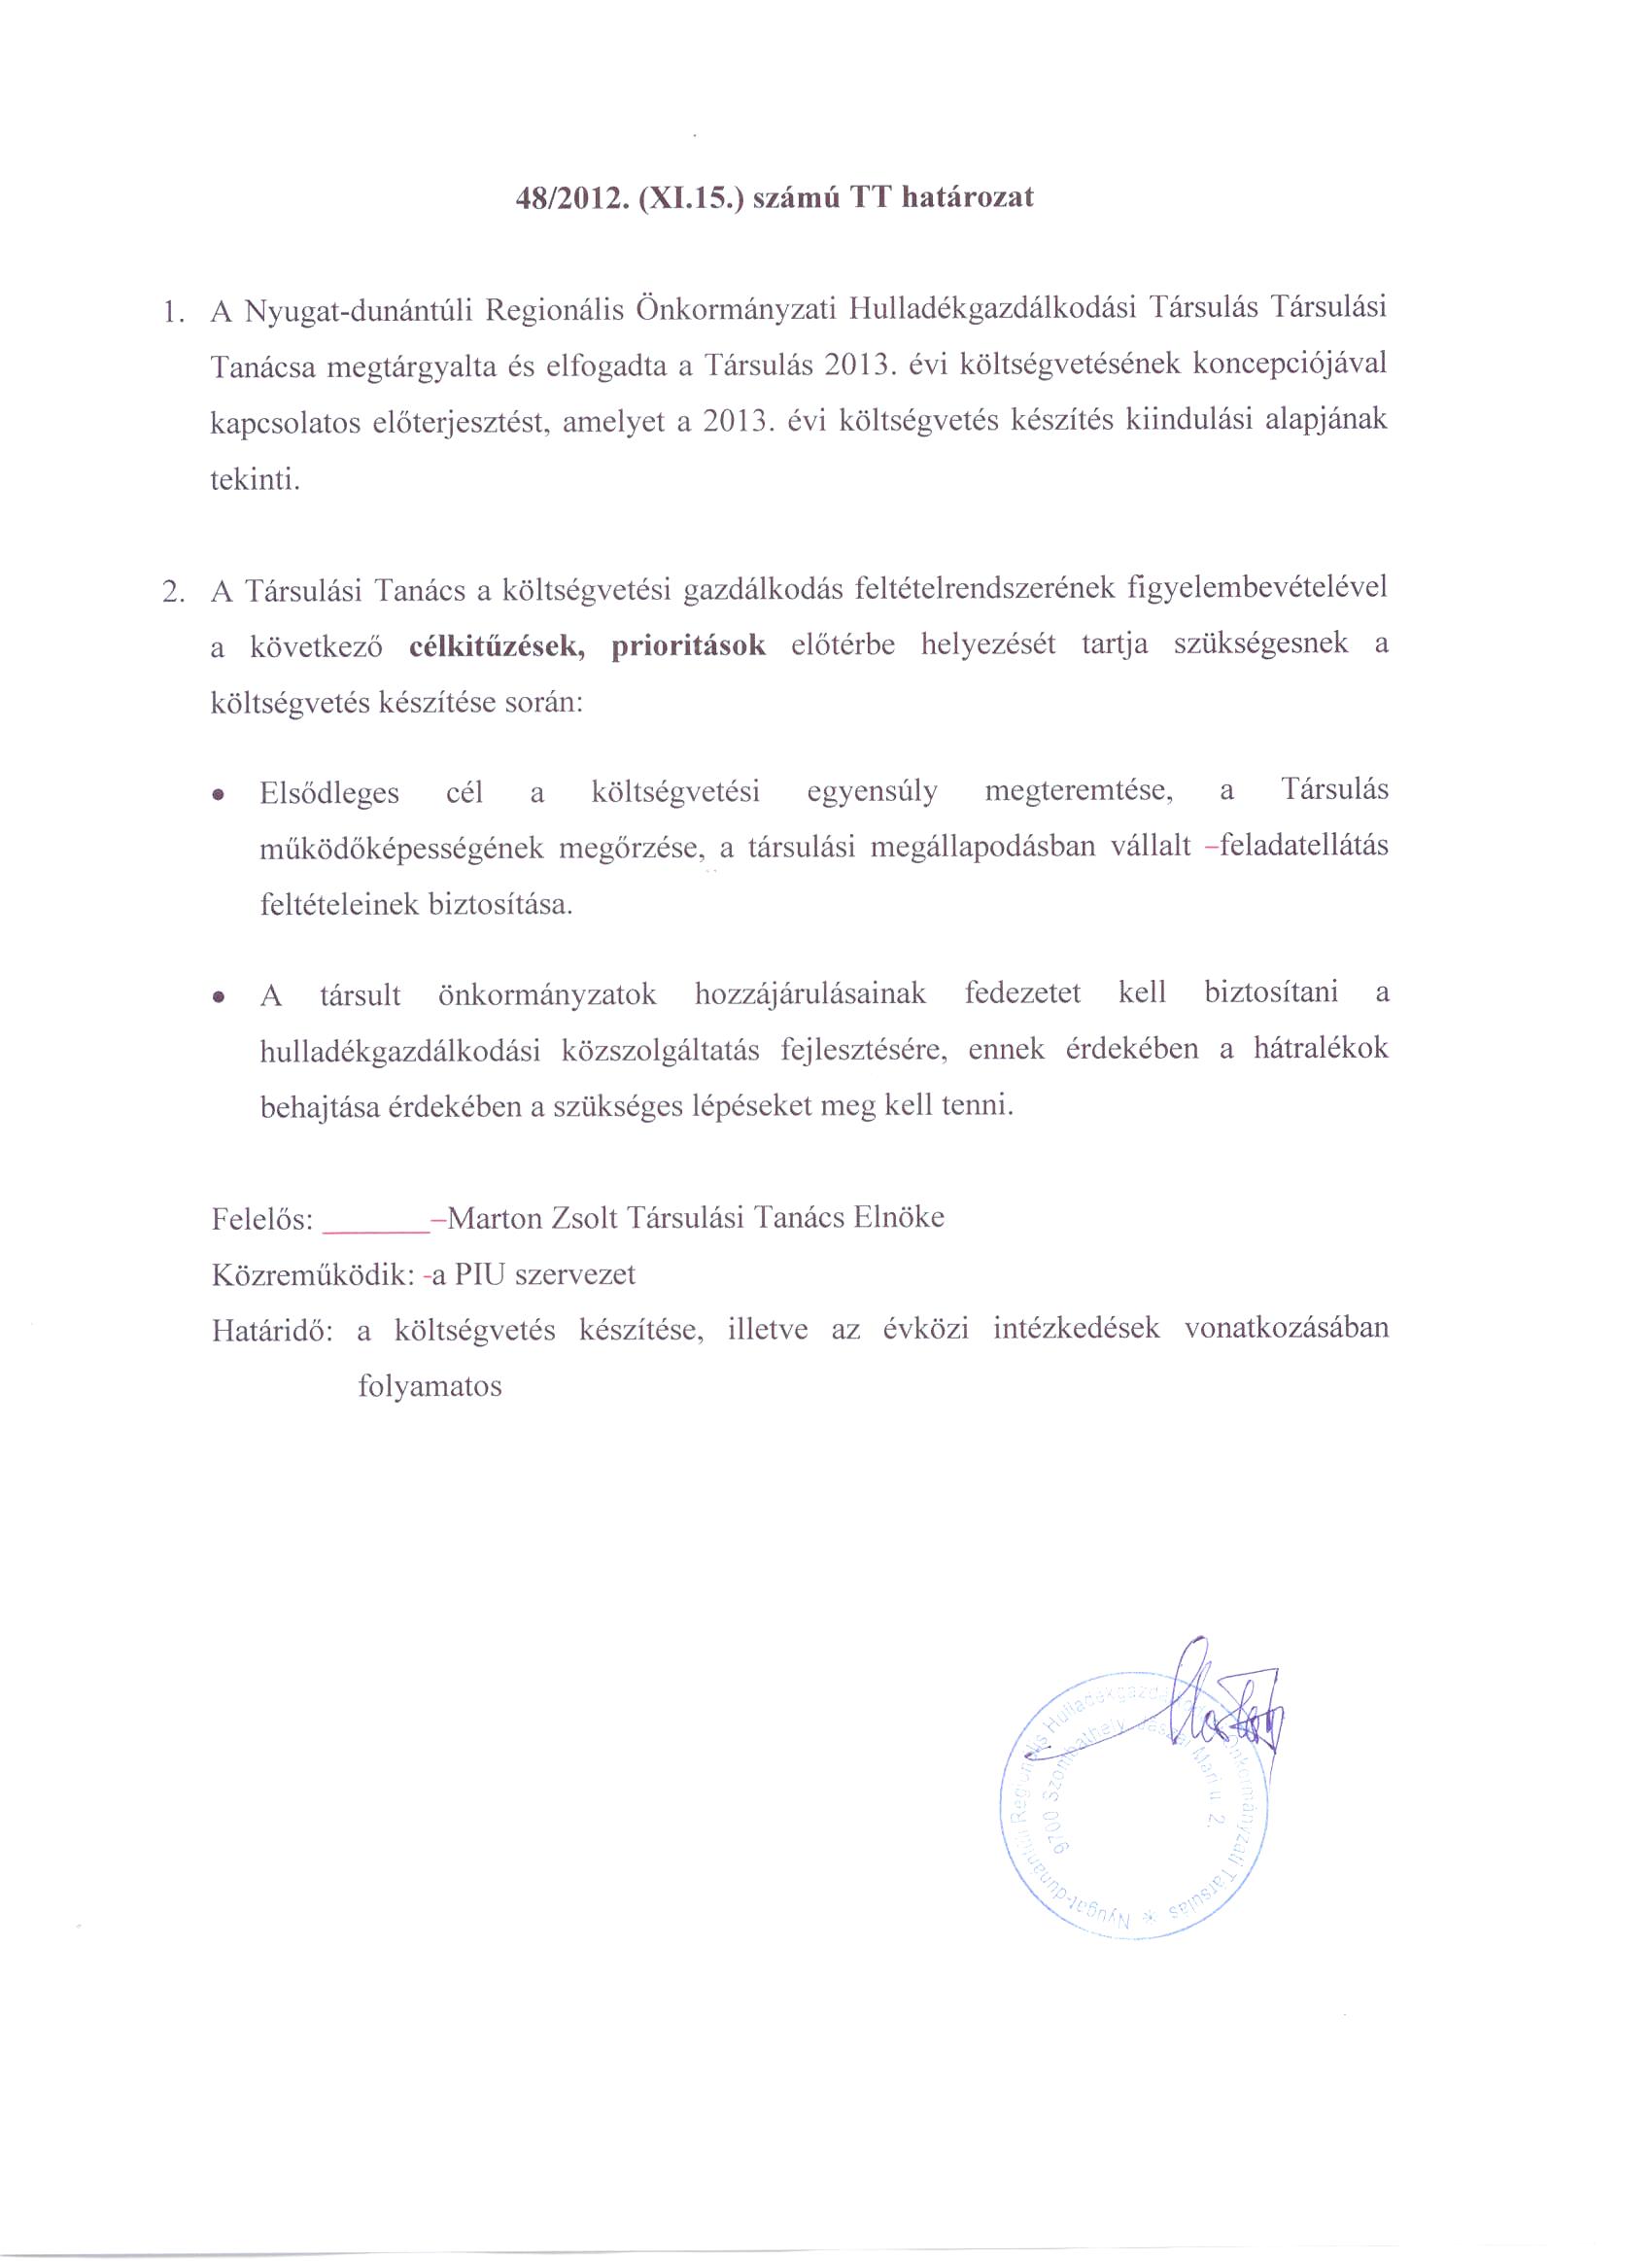 48/2012. (XI.15.) számú TT határozat
1. A Nyugat-dunántúli Regionális Önkormányzati Hulladékgazdálkodási Társulás Társulási
Tanácsa megtárgyalta és elfogadta a Társulás 2013. évi költségvetésének koncepciójával
kapcsolatos előterjesztést, amelyet a 2013. évi költségvetés készítés kiindulási alapjának
tekinti.
2. A Társulási Tanács a költségvetési gazdálkodás feltételrendszerének figyelembevételével
a következő célkitűzések, prioritások előtérbe helyezését tartja szükségesnek a
költségvetés készítése során:
• Elsődleges cél a költségvetési egyensúly megteremtése, a Társulás
működőképességének megőrzése, a társulási megállapodásban vállalt –feladatellátás
feltételeinek biztosítása.
• A társult önkormányzatok hozzájárulásainak fedezetet kell biztosítani a
hulladékgazdálkodási közszolgáltatás fejlesztésére, ennek érdekében a hátralékok
behajtása érdekében a szükséges lépéseket meg kell tenni.
Felelős: _______–Marton Zsolt Társulási Tanács Elnöke
Közreműködik: -a PIU szervezet
Határidő: a költségvetés készítése, illetve az évközi intézkedések vonatkozásában
folyamatos
Nyugat-dunántúli Regionális Hulladékgazdálkodási Önkormányzati Társulás *
9700 Szombathely, Jászai Mari u. 2.